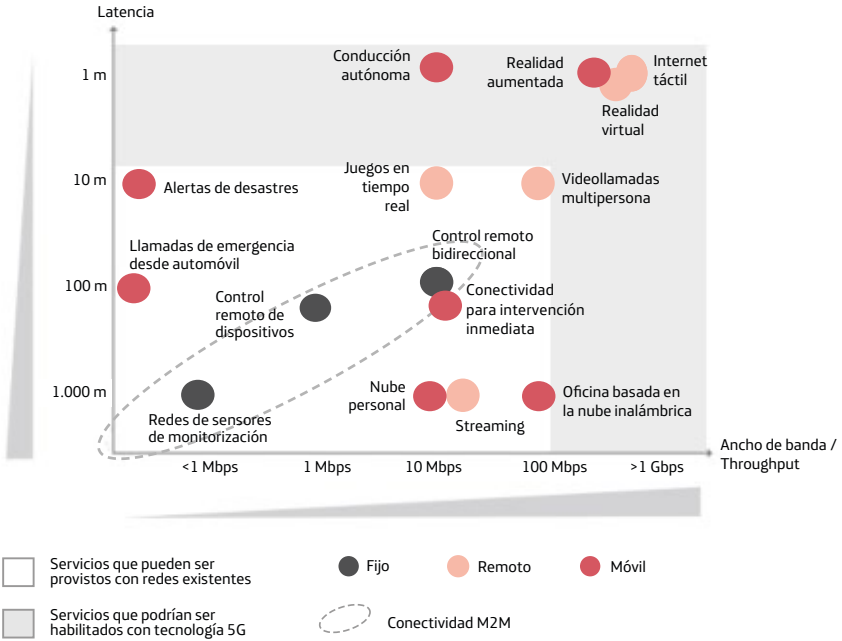 Latencia
1 m
10 m
100 m
1.000 m
Conducción
autónoma
Realidad
aumentada
Internet
táctil
Realidad
virtual
Alertas de desastres
Juegos en
tiempo
real
Videollamadas
multipersona
Llamadas de emergencia
desde automóvil
Control remoto
bidireccional
Control
remoto de
dispositivos
Conectividad
para intervención
inmediata
Redes de sensores
de monitorización
Nube
personal
Streaming
Oficina basada en
la nube inalámbrica
<1 Mbps
1 Mbps
10 Mbps
100 Mbps
>1 Gbps
Ancho de banda /
Throughput
Servicios que pueden ser
provistos con redes existentes
Fijo
Remoto
Móvil
Servicios que podrían ser
habilitados con tecnología 5G
Conectividad M2M